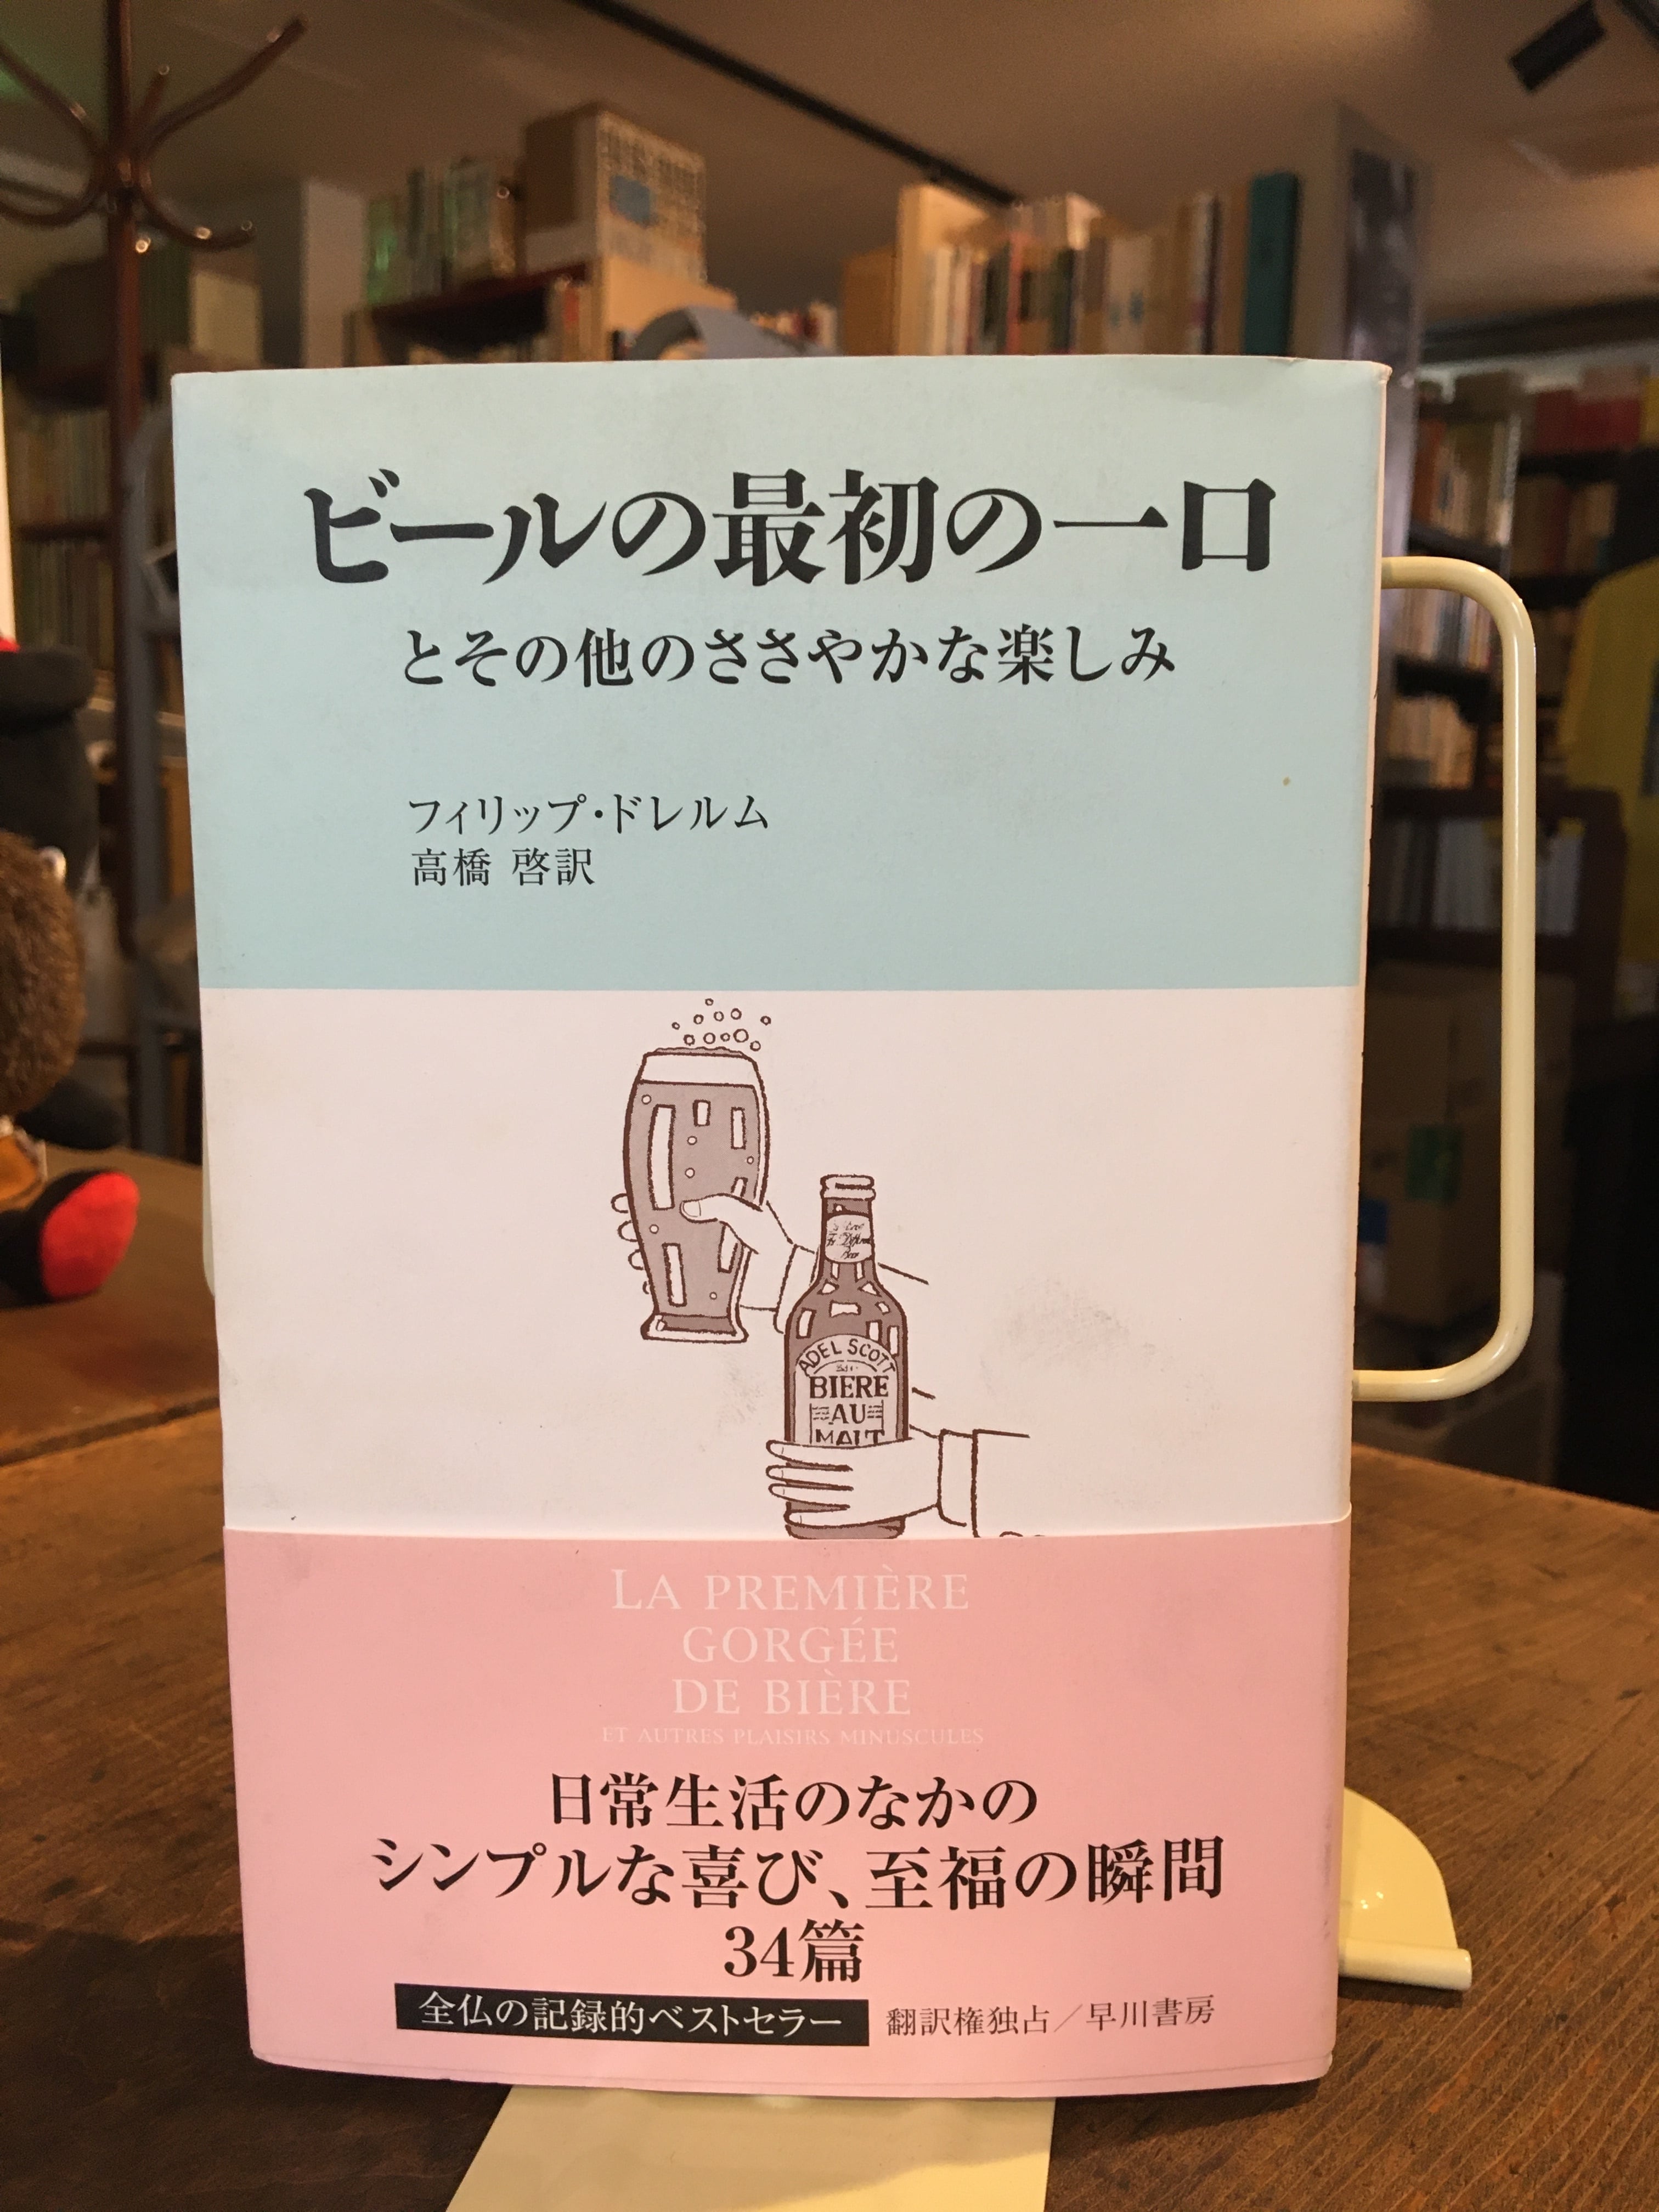 ビールの最初の一口
とその他のささやかな楽しみ
フィリップ・ドレルム
高橋 啓訳
ADEL SCOTT
BIERE
AU
MALT
LA PREMIÈRE
GORGÉE
DE BIÈRE
ET AUTRES PLAISIRS MINUSCULES
日常生活のなかの
シンプルな喜び、至福の瞬間
34篇
全仏の記録的ベストセラー 翻訳権独占／早川書房